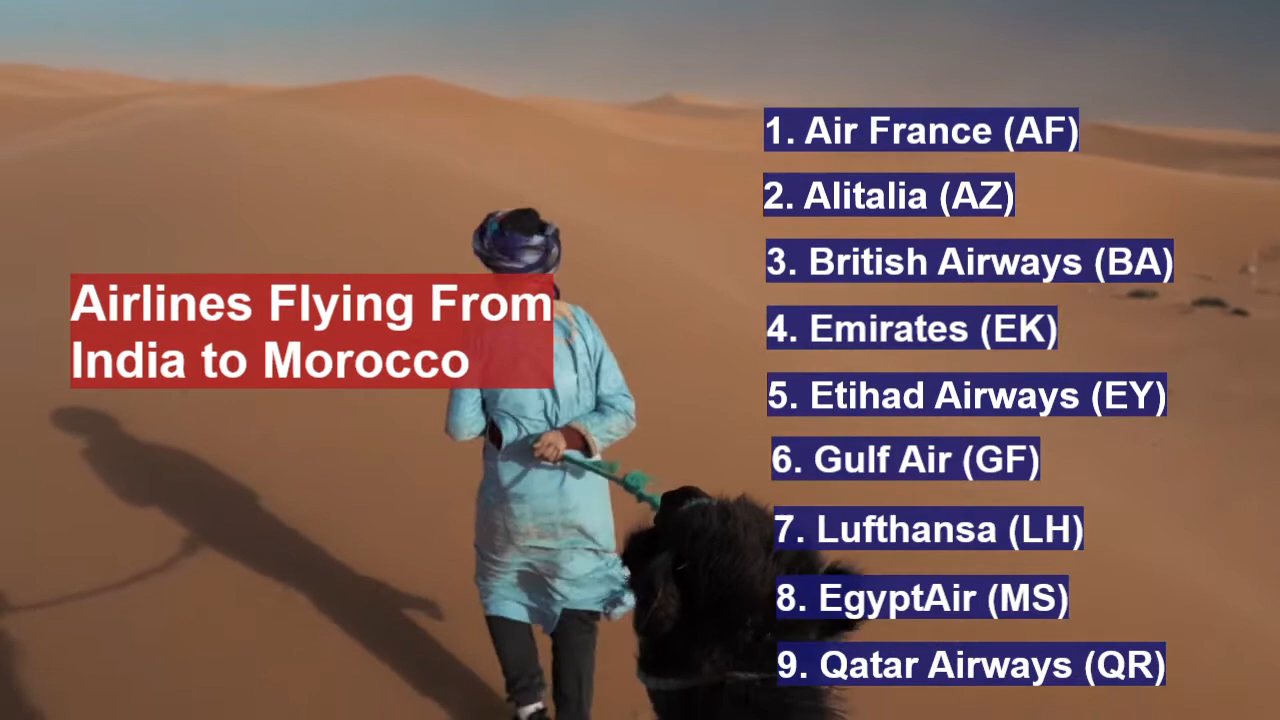 Airlines Flying From
India to Morocco
1. Air France (AF)
2. Alitalia (AZ)
3. British Airways (BA)
4. Emirates (EK)
5. Etihad Airways (EY)
6. Gulf Air (GF)
7. Lufthansa (LH)
8. EgyptAir (MS)
9. Qatar Airways (QR)